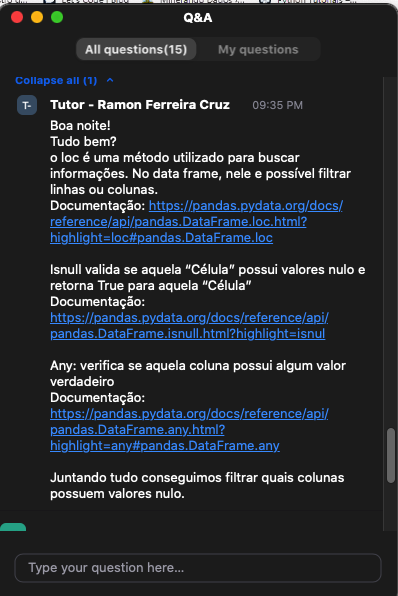 Q&A
All questions(15)
My questions
Collapse all (1)
T-
Tutor - Ramon Ferreira Cruz 09:35 PM
Boa noite!
Tudo bem?
o loc é uma método utilizado para buscar
informações. No data frame, nele e possível filtrar
linhas ou colunas.
Documentação: https://pandas.pydata.org/docs/
reference/api/pandas.DataFrame.loc.html?
highlight=loc#pandas.DataFrame.loc
Isnull valida se aquela “Célula” possui valores nulo e
retorna True para aquela “Célula”
Documentação:
https://pandas.pydata.org/docs/reference/api/
pandas.DataFrame.isnull.html?highlight=isnul
Any: verifica se aquela coluna possui algum valor
verdadeiro
Documentação:
https://pandas.pydata.org/docs/reference/api/
pandas.DataFrame.any.html?
highlight=any#pandas.DataFrame.any
Juntando tudo conseguimos filtrar quais colunas
possuem valores nulo.
Type your question here...